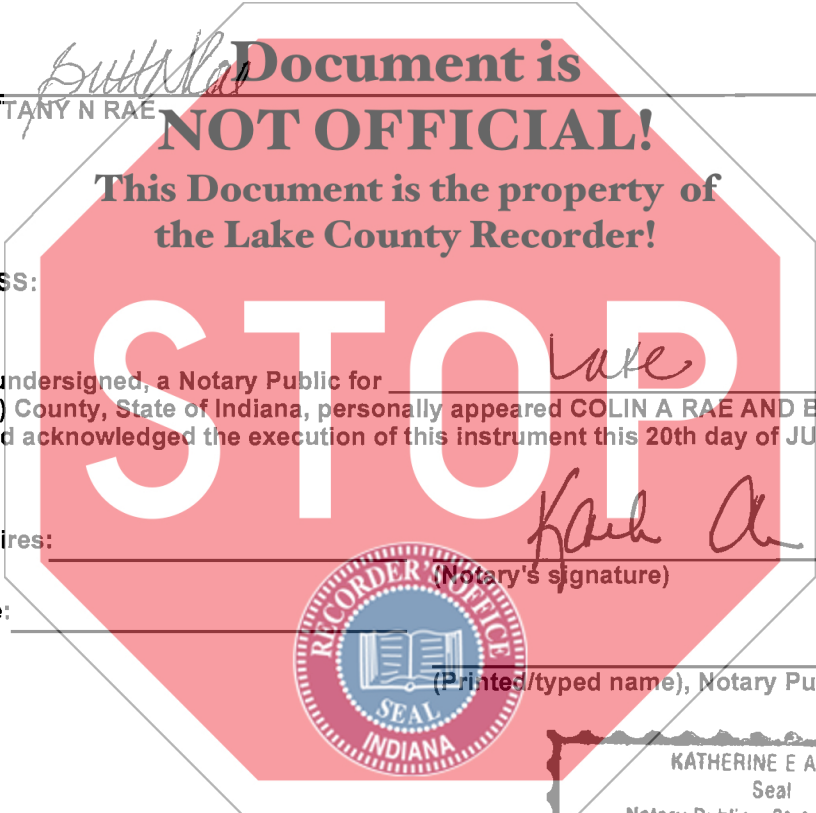 Document is
TANY N RAE
NOT OFFICIAL!
This Document is the property of
the Lake County Recorder!
SS:
STOP
undersigned, a Notary Public for Lake
) County, State of Indiana, personally appeared COLIN A RAE AND B
d acknowledged the execution of this instrument this 20th day of JU
ires:
(Notary's signature)
e:
RECORDER'S OFFICE
SEAL
INDIANA
(Printed/typed name), Notary Pu
KATHERINE E A
Seal